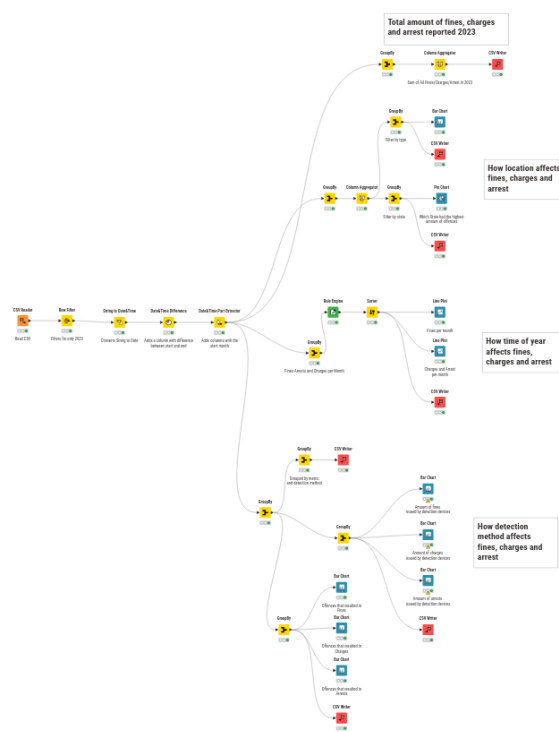 Total amount of fines, charges
and arrest reported 2023
GroupBy
Column Aggregator
CSV Writer
Sum of All Fines/Charges/Arrest in 2023
GroupBy
Filter by type
Bar Chart
CSV Writer
How location affects
fines, charges and
arrest
GroupBy
Column Aggregator
GroupBy
Filter by state
Pie Chart
Which State had the highest
amount of offences
CSV Writer
CSV Reader
Read CSV
Row Filter
Filters for only 2023
String to Date&Time
Converts String to Date
Date&Time Difference
Adds a column with difference
between start and end
Date&Time Part Extractor
Adds columns with the
start month
Rule Engine
Sorter
Line Plot
Fines per month
Line Plot
Charges and Arrest
per month
CSV Writer
GroupBy
Fines Arrests and Charges per Month
How time of year
affects fines,
charges and arrest
GroupBy
Grouped by metric
and detection method
CSV Writer
GroupBy
GroupBy
Bar Chart
Amount of fines
issued by detection devices
Bar Chart
Amount of charges
issued by detection devices
Bar Chart
Amount of arrests
issued by detection devices
CSV Writer
How detection
method affects
fines, charges and
arrest
GroupBy
Bar Chart
Offences that resulted in
Fines
Bar Chart
Offences that resulted in
Charges
Bar Chart
Offences that resulted in
Arrests
CSV Writer